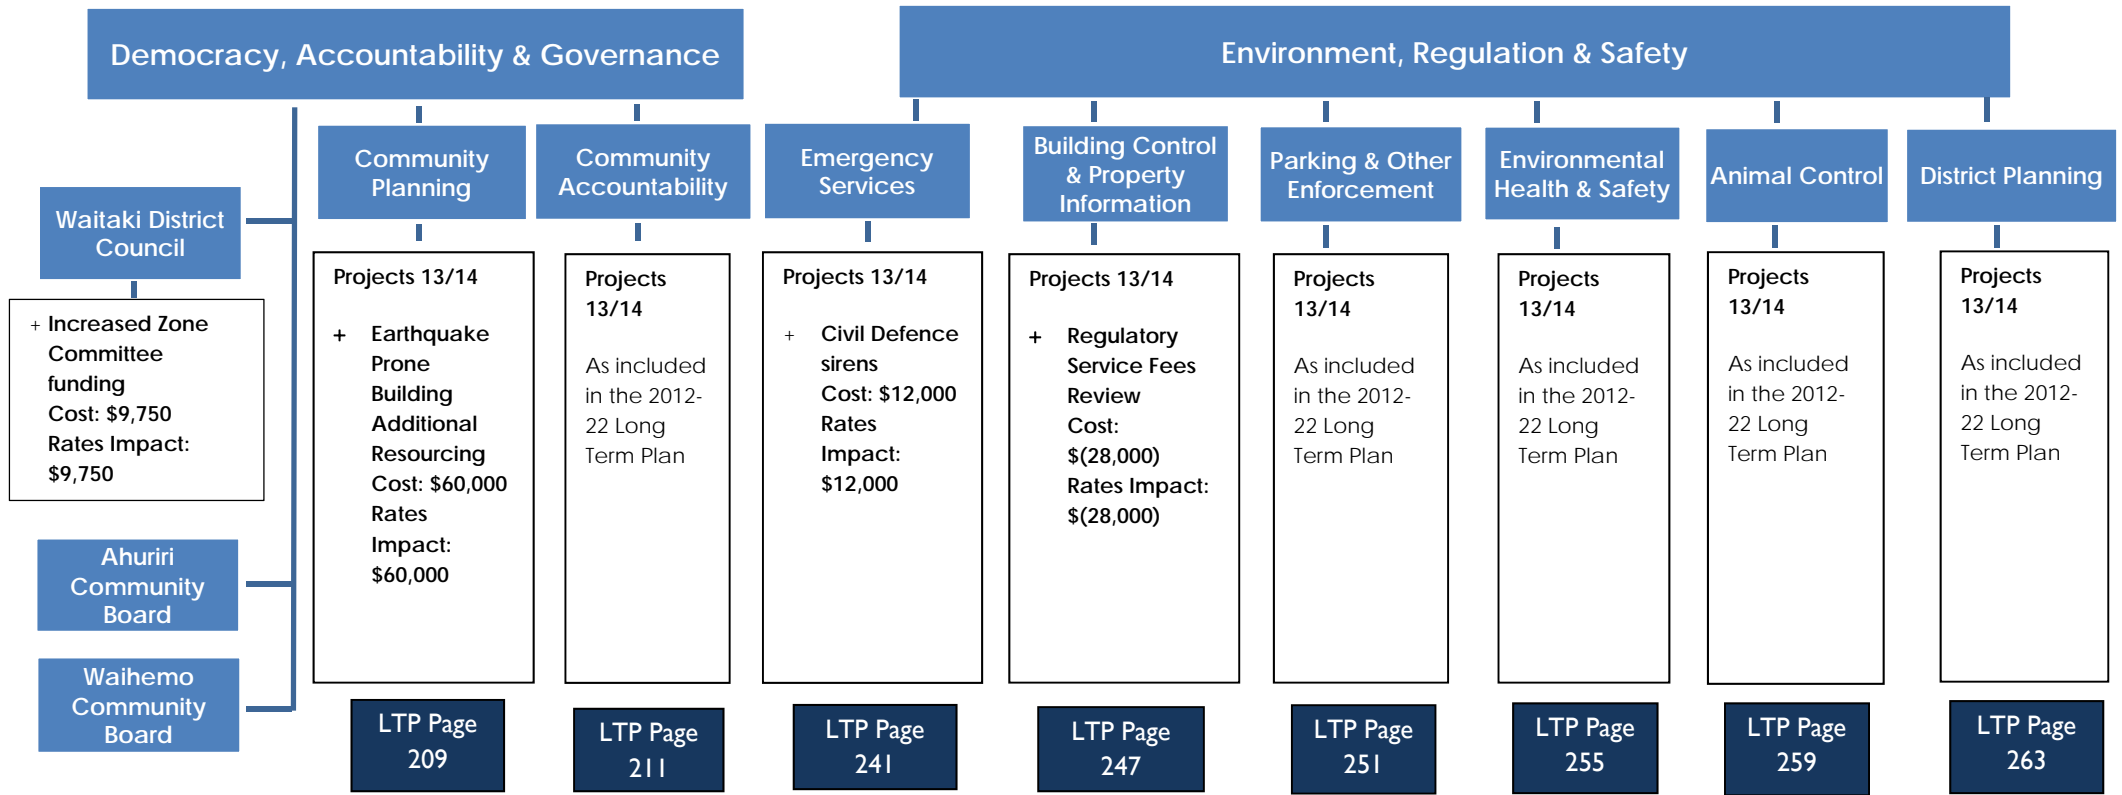 Democracy, Accountability & Governance
Waitaki District
Council
+ Increased Zone
Committee
funding
Cost: $9,750
Rates Impact:
$9,750
Ahuriri
Community
Board
Waihemo
Community
Board
Community
Planning
Projects 13/14
+ Earthquake
Prone
Building
Additional
Resourcing
Cost: $60,000
Rates
Impact:
$60,000
LTP Page
209
Community
Accountability
Projects
13/14
As included
in the 2012-
22 Long
Term Plan
LTP Page
211
Environment, Regulation & Safety
Emergency
Services
Projects 13/14
+ Civil Defence
sirens
Cost: $12,000
Rates
Impact:
$12,000
LTP Page
241
Building Control
& Property
Information
Projects 13/14
+ Regulatory
Service Fees
Review
Cost:
$(28,000)
Rates Impact:
$(28,000)
LTP Page
247
Parking & Other
Enforcement
Projects
13/14
As included
in the 2012-
22 Long
Term Plan
LTP Page
251
Environmental
Health & Safety
Projects
13/14
As included
in the 2012-
22 Long
Term Plan
LTP Page
255
Animal Control
Projects
13/14
As included
in the 2012-
22 Long
Term Plan
LTP Page
259
District Planning
Projects
13/14
As included
in the 2012-
22 Long
Term Plan
LTP Page
263